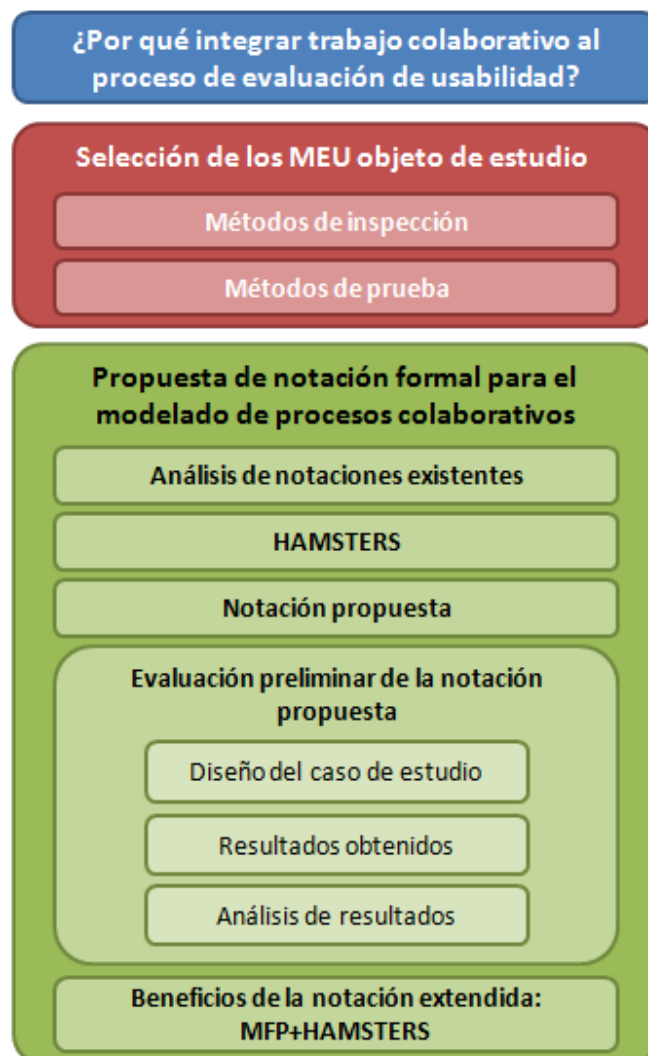 ¿Por qué integrar trabajo colaborativo al
proceso de evaluación de usabilidad?
Selección de los MEU objeto de estudio
Métodos de inspección
Métodos de prueba
Propuesta de notación formal para el
modelado de procesos colaborativos
Análisis de notaciones existentes
HAMSTERS
Notación propuesta
Evaluación preliminar de la notación
propuesta
Diseño del caso de estudio
Resultados obtenidos
Análisis de resultados
Beneficios de la notación extendida:
MFP+HAMSTERS